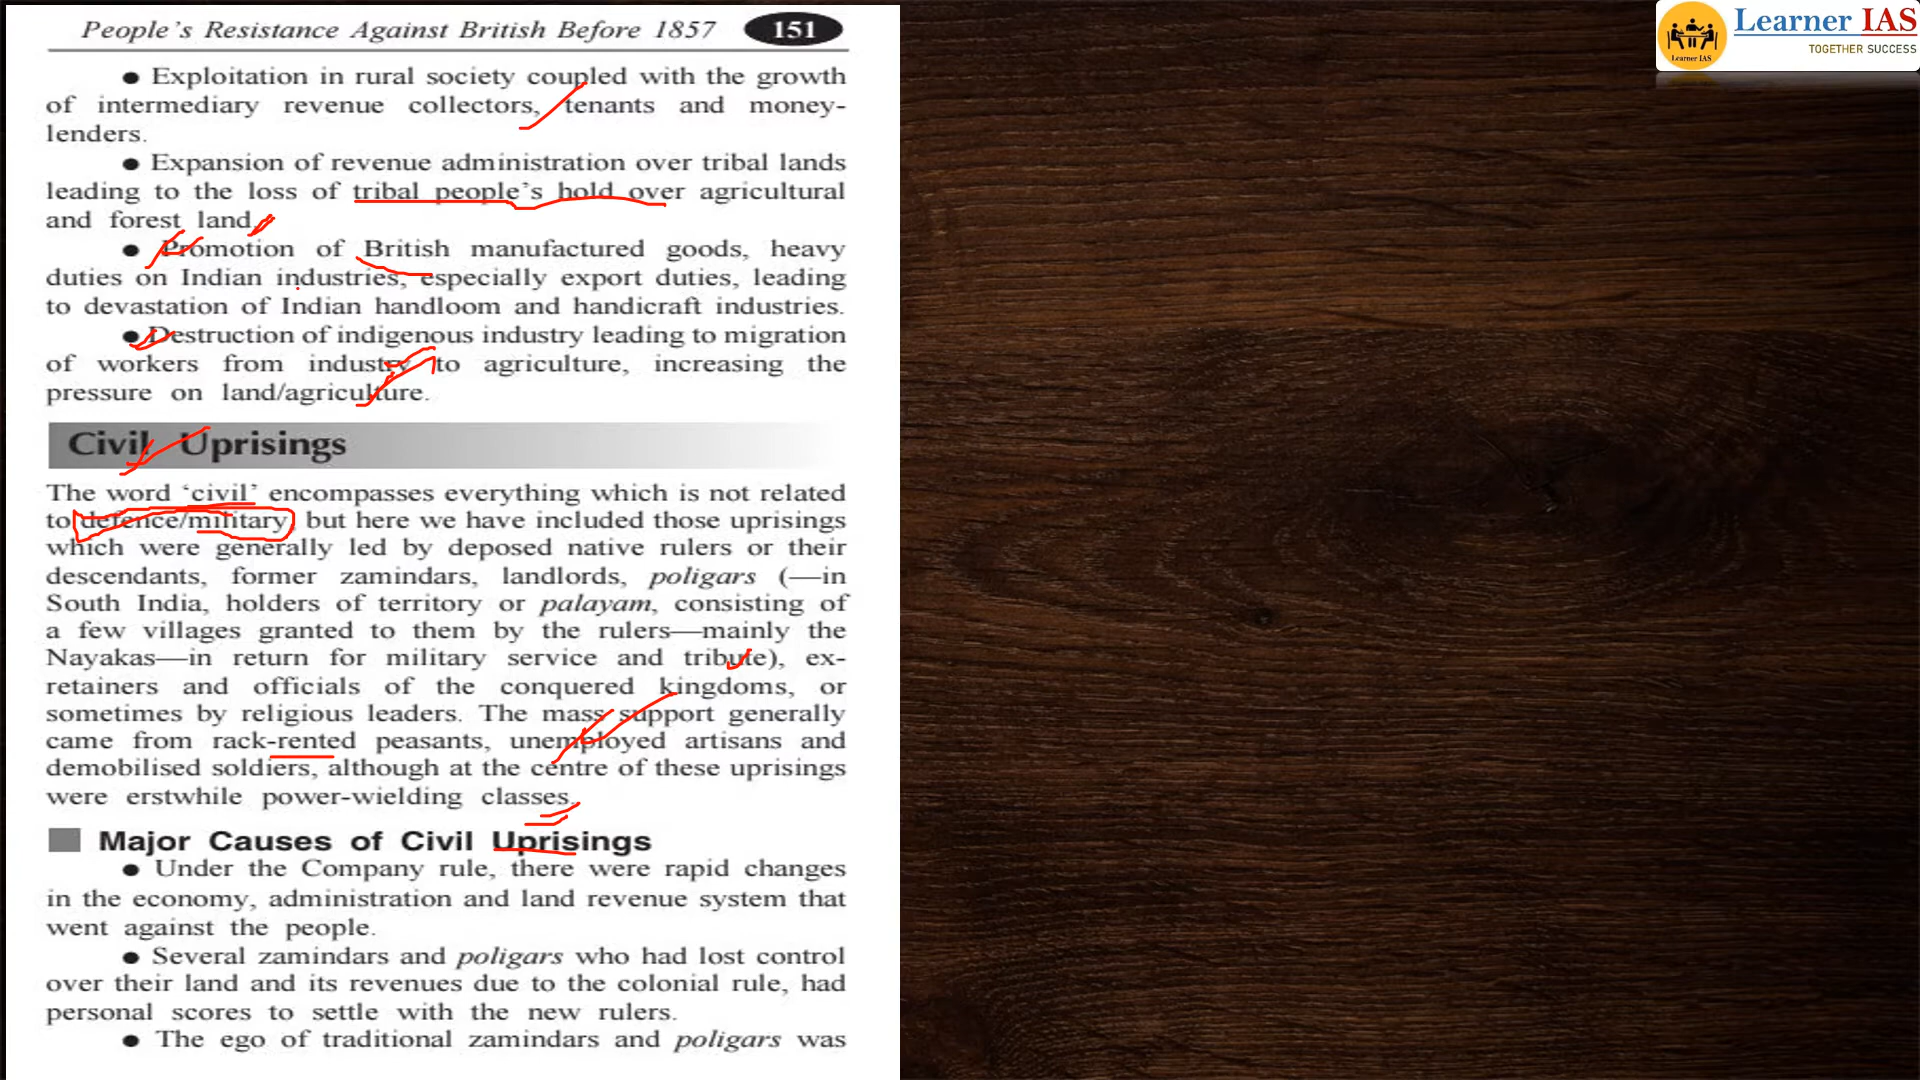 People's Resistance Against British Before 1857 151
Learner IAS
TOGETHER SUCCESS
Learner IAS
● Exploitation in rural society coupled with the growth
of intermediary revenue collectors, tenants and money-
lenders.
● Expansion of revenue administration over tribal lands
leading to the loss of tribal people's hold over agricultural
and forest land.
● Promotion of British manufactured goods, heavy
duties on Indian industries, especially export duties, leading
to devastation of Indian handloom and handicraft industries.
● Destruction of indigenous industry leading to migration
of workers from industry to agriculture, increasing the
pressure on land/agriculture.
Civil Uprisings
The word ‘civil’ encompasses everything which is not related
to defence/military but here we have included those uprisings
which were generally led by deposed native rulers or their
descendants, former zamindars, landlords, poligars (—in
South India, holders of territory or palayam, consisting of
a few villages granted to them by the rulers—mainly the
Nayakas—in return for military service and tribute), ex-
retainers and officials of the conquered kingdoms, or
sometimes by religious leaders. The mass support generally
came from rack-rented peasants, unemployed artisans and
demobilised soldiers, although at the centre of these uprisings
were erstwhile power-wielding classes.
Major Causes of Civil Uprisings
● Under the Company rule, there were rapid changes
in the economy, administration and land revenue system that
went against the people.
● Several zamindars and poligars who had lost control
over their land and its revenues due to the colonial rule, had
personal scores to settle with the new rulers.
● The ego of traditional zamindars and poligars was